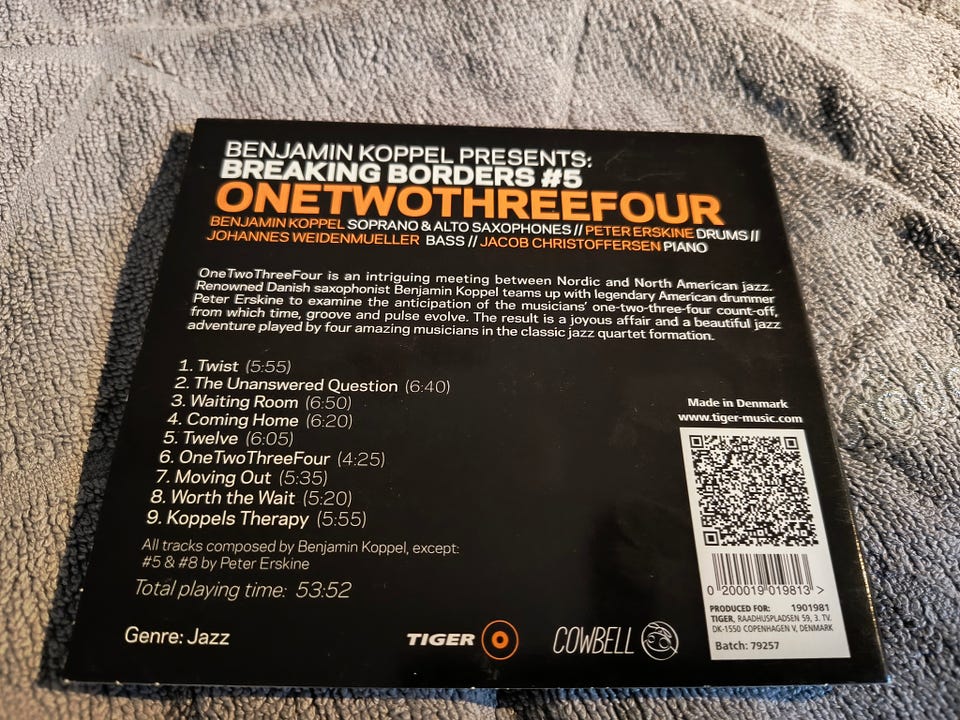 BENJAMIN KOPPEL PRESENTS:
BREAKING BORDERS #5
ONETWOTHREEFOUR
BENJAMIN KOPPEL SOPRANO & ALTO SAXOPHONES // PETER ERSKINE DRUMS //
JOHANNES WEIDENMUELLER BASS // JACOB CHRISTOFFERSEN PIANO
OneTwoThreeFour is an intriguing meeting between Nordic and North American jazz.
Renowned Danish saxophonist Benjamin Koppel teams up with legendary American drummer
Peter Erskine to examine the anticipation of the musicians' one-two-three-four count-off,
from which time, groove and pulse evolve. The result is a joyous affair and a beautiful jazz
adventure played by four amazing musicians in the classic jazz quartet formation.
1. Twist (5:55)
2. The Unanswered Question (6:40)
3. Waiting Room (6:50)
4. Coming Home (6:20)
5. Twelve (6:05)
6. OneTwoThreeFour (4:25)
7. Moving Out (5:35)
8. Worth the Wait (5:20)
9. Koppels Therapy (5:55)
All tracks composed by Benjamin Koppel, except:
#5 & #8 by Peter Erskine
Total playing time: 53:52
Genre: Jazz
TIGER
COWBELL
Made in Denmark
www.tiger-music.com
0 200019 019813 >
PRODUCED FOR: 1901981
TIGER, RAADHUSPLADSEN 59, 3. TV.
DK-1550 COPENHAGEN V, DENMARK
Batch: 79257